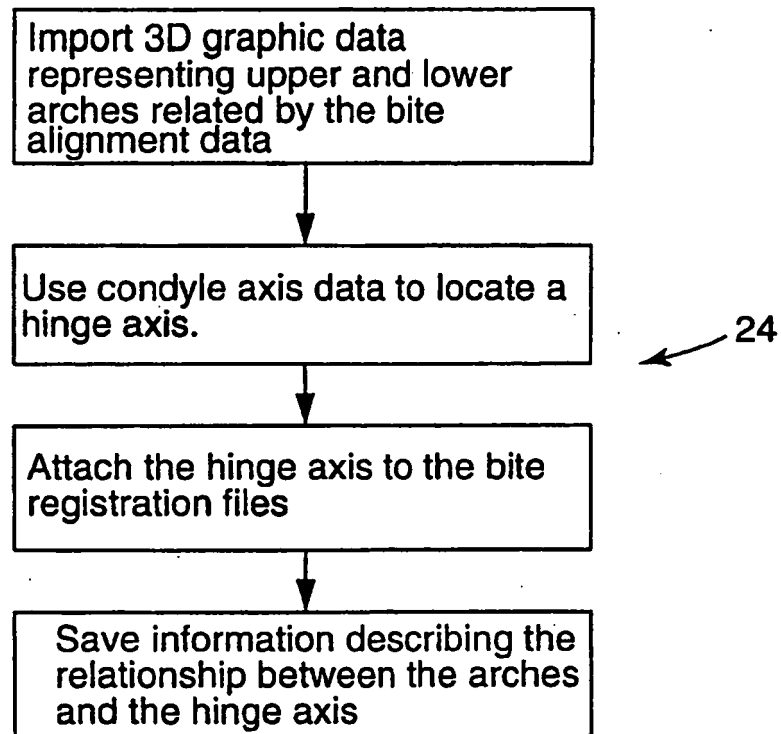 Import 3D graphic data
representing upper and lower
arches related by the bite
alignment data
Use condyle axis data to locate a
hinge axis.
24
Attach the hinge axis to the bite
registration files
Save information describing the
relationship between the arches
and the hinge axis